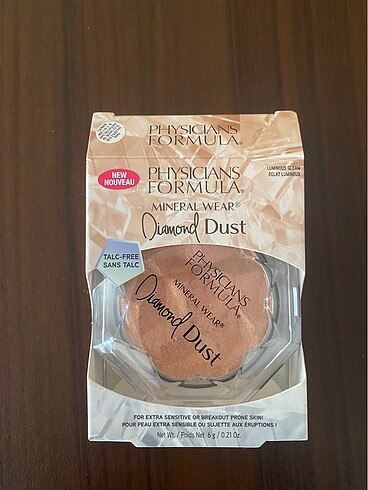 PHYSICIANS
FORMULA®
NEW
NOUVEAU
PHYSICIANS
FORMULA®
LUMINOUS GLEAM
ÉCLAT LUMINEUX
MINERAL WEAR®
Diamond Dust
TALC-FREE
SANS TALC
PHYSICIANS
FORMULA®
MINERAL WEAR®
Diamond Dust
FOR EXTRA SENSITIVE OR BREAKOUT PRONE SKIN!
POUR PEAU EXTRA SENSIBLE OU SUJETTE AUX ÉRUPTIONS !
Net Wt. / Poids Net 6 g / 0.21 Oz.